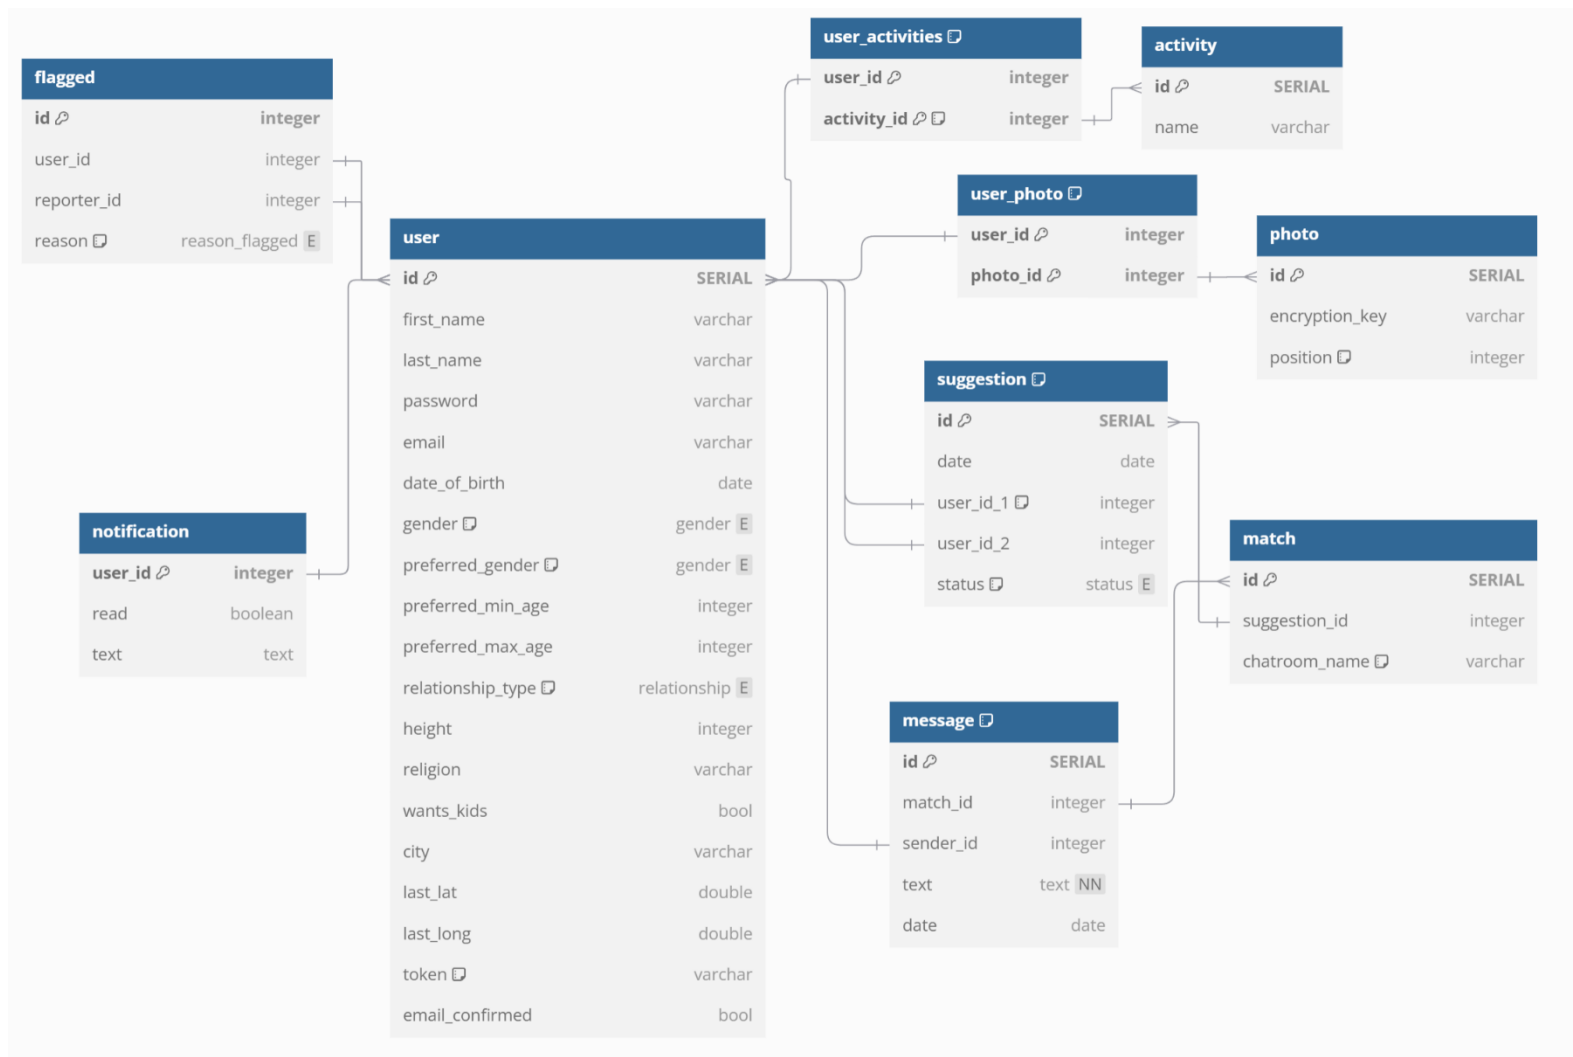 flagged
id integer
user_id integer
reporter_id integer
reason reason_flagged E
notification
user_id integer
read boolean
text text
user
id SERIAL
first_name varchar
last_name varchar
password varchar
email varchar
date_of_birth date
gender gender E
preferred_gender gender E
preferred_min_age integer
preferred_max_age integer
relationship_type relationship E
height integer
religion varchar
wants_kids bool
city varchar
last_lat double
last_long double
token varchar
email_confirmed bool
user_activities
user_id integer
activity_id integer
activity
id SERIAL
name varchar
user_photo
user_id integer
photo_id integer
photo
id SERIAL
encryption_key varchar
position integer
suggestion
id SERIAL
date date
user_id_1 integer
user_id_2 integer
status status E
match
id SERIAL
suggestion_id integer
chatroom_name varchar
message
id SERIAL
match_id integer
sender_id integer
text text NN
date date